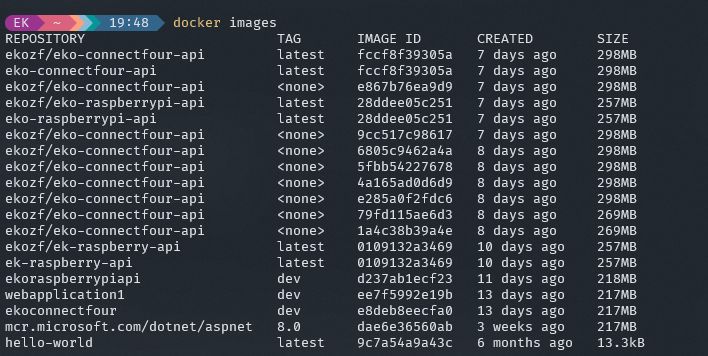 EK ~ 19:48 docker images
REPOSITORY TAG IMAGE ID CREATED SIZE
ekozf/eko-connectfour-api latest fccf8f39305a 7 days ago 298MB
eko-connectfour-api latest fccf8f39305a 7 days ago 298MB
ekozf/eko-connectfour-api <none> e867b76ea9d9 7 days ago 298MB
ekozf/eko-raspberrypi-api latest 28ddee05c251 7 days ago 257MB
eko-raspberrypi-api latest 28ddee05c251 7 days ago 257MB
ekozf/eko-connectfour-api <none> 9cc517c98617 7 days ago 298MB
ekozf/eko-connectfour-api <none> 6805c9462a4a 8 days ago 298MB
ekozf/eko-connectfour-api <none> 5fbb54227678 8 days ago 298MB
ekozf/eko-connectfour-api <none> 4a165ad0d6d9 8 days ago 298MB
ekozf/eko-connectfour-api <none> e285a0f2fdc6 8 days ago 298MB
ekozf/eko-connectfour-api <none> 79fd115ae6d3 8 days ago 269MB
ekozf/eko-connectfour-api <none> 1a4c38b39a4e 8 days ago 269MB
ekozf/ek-raspberry-api latest 0109132a3469 10 days ago 257MB
ek-raspberry-api latest 0109132a3469 10 days ago 257MB
ekoraspberrypiapi dev d237ab1ecf23 11 days ago 218MB
webapplication1 dev ee7f5992e19b 13 days ago 217MB
ekoconnectfour dev e8deb8eecfa0 13 days ago 217MB
mcr.microsoft.com/dotnet/aspnet 8.0 dae6e36560ab 3 weeks ago 217MB
hello-world latest 9c7a54a9a43c 6 months ago 13.3kB